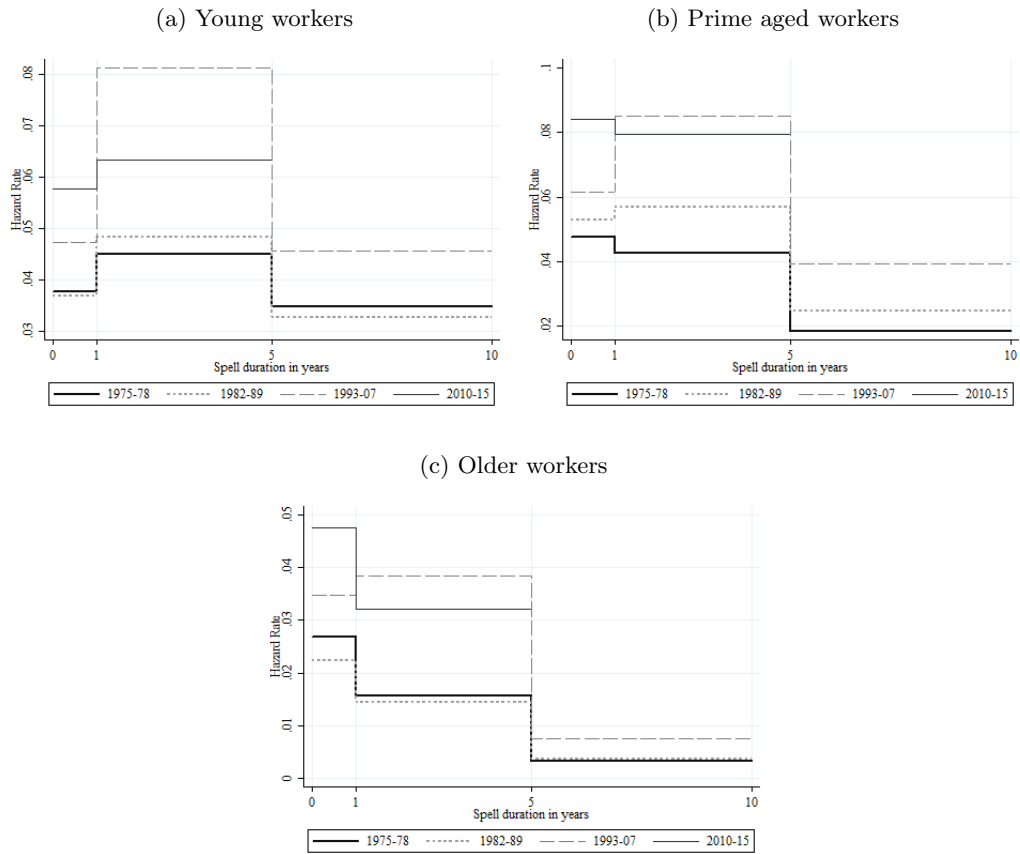 (a) Young workers
.08
.07
.06
.05
.04
.03
Hazard Rate
0 1 5 10
Spell duration in years
1975-78 1982-89 1993-07 2010-15
(b) Prime aged workers
.1
.08
.06
.04
.02
Hazard Rate
0 1 5 10
Spell duration in years
1975-78 1982-89 1993-07 2010-15
(c) Older workers
.05
.04
.03
.02
.01
0
Hazard Rate
0 1 5 10
Spell duration in years
1975-78 1982-89 1993-07 2010-15